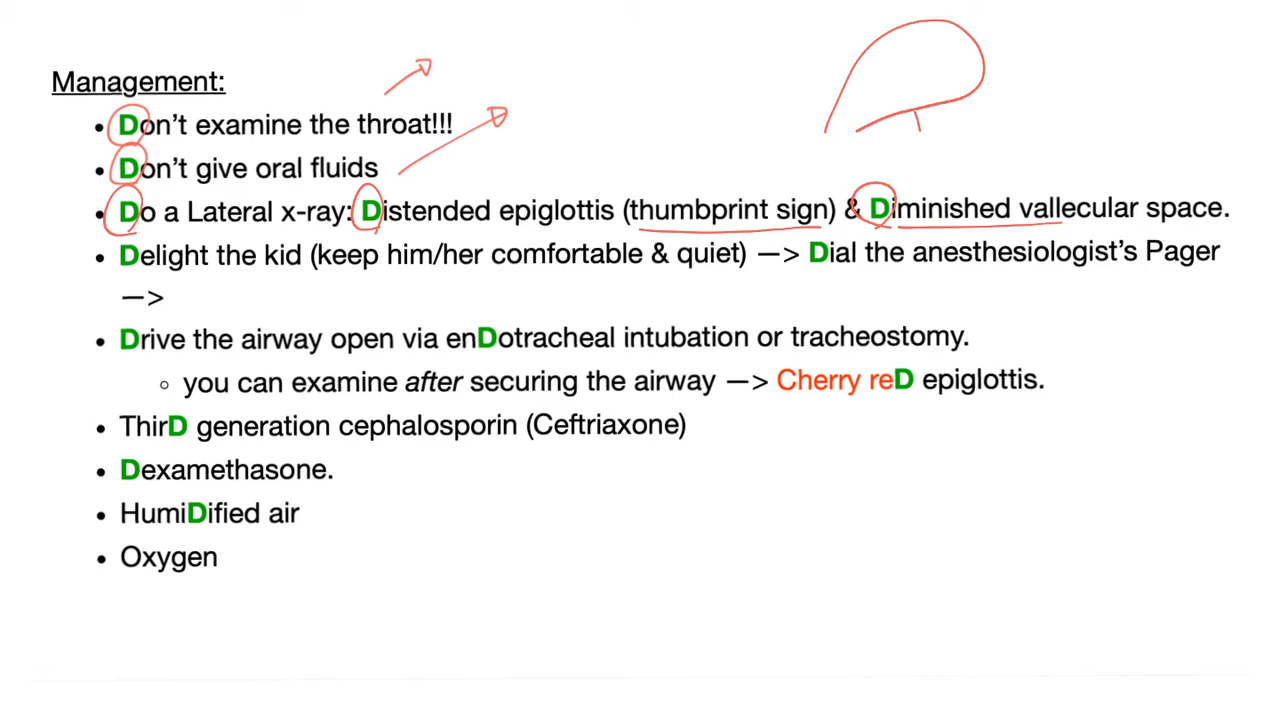 Management:
• Don't examine the throat!!!
• Don't give oral fluids
• Do a Lateral x-ray: Distended epiglottis (thumbprint sign) & Diminished vallecular space.
• Delight the kid (keep him/her comfortable & quiet) —> Dial the anesthesiologist's Pager
—>
• Drive the airway open via enDotracheal intubation or tracheostomy.
◦ you can examine after securing the airway —> Cherry reD epiglottis.
• ThirD generation cephalosporin (Ceftriaxone)
• Dexamethasone.
• HumiDified air
• Oxygen